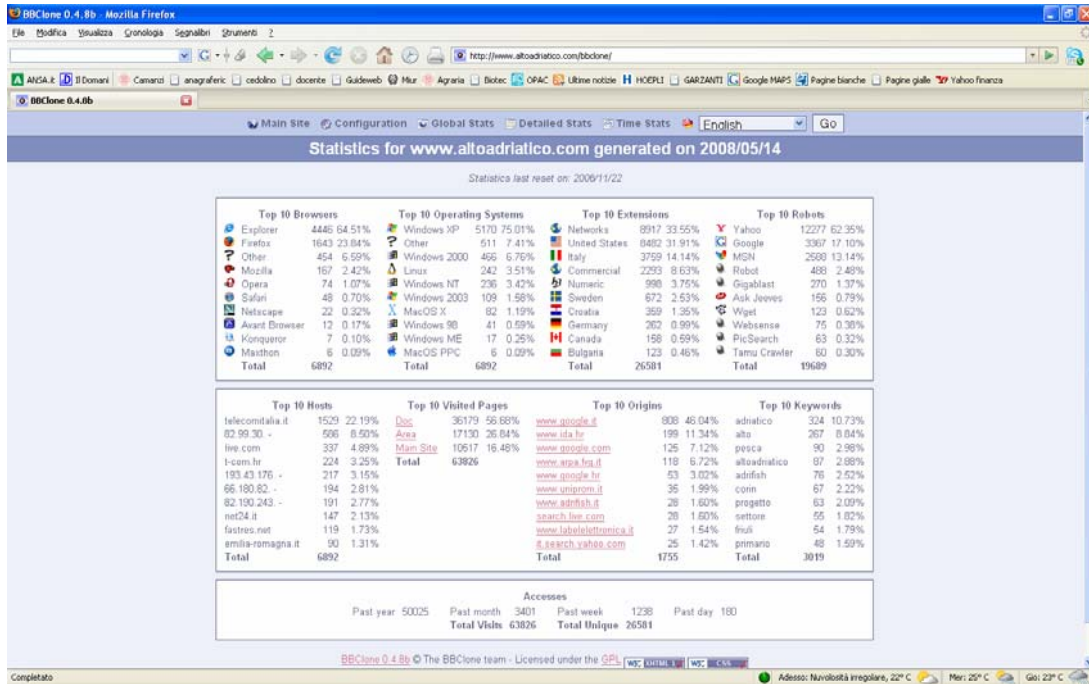 BBClone 0.4.8b - Mozilla Firefox
File Modifica Visualizza Cronologia Segnalibri Strumenti ?
http://www.altoadriatico.com/bbclone/
ANSA.it Il Domani Camaroi anagraferic cedolino docente Guideweb Miur Agraria Biotec OPAC Ultime notizie HOEPLI GARZANTI Google MAPS Pagine bianche Pagine gialle Yahoo finanza
BBClone 0.4.8b
Main Site Configuration Global Stats Detailed Stats Time Stats English Go
Statistics for www.altoadriatico.com generated on 2008/05/14
Statistics last reset on: 2006/11/22
Top 10 Browsers Top 10 Operating Systems Top 10 Extensions Top 10 Robots
Explorer 4446 64.51% Windows XP 5170 75.01% Networks 8917 33.55% Yahoo 12277 62.35%
Firefox 1643 23.84% Other 511 7.41% United States 8482 31.91% Google 3367 17.10%
Other 454 6.59% Windows 2000 466 6.76% Italy 3759 14.14% MSN 2588 13.14%
Mozilla 167 2.42% Linux 242 3.51% Commercial 2293 8.63% Robot 488 2.48%
Opera 74 1.07% Windows NT 236 3.42% Numeric 998 3.75% Gigablast 270 1.37%
Safari 48 0.70% Windows 2003 109 1.58% Sweden 672 2.53% Ask Jeeves 156 0.79%
Netscape 22 0.32% MacOS X 82 1.19% Croatia 359 1.35% Wget 123 0.62%
Avant Browser 12 0.17% Windows 98 41 0.59% Germany 262 0.99% Websense 75 0.38%
Konqueror 7 0.10% Windows ME 17 0.25% Canada 158 0.59% PicSearch 63 0.32%
Maxthon 6 0.09% MacOS PPC 6 0.09% Bulgaria 123 0.46% Tamu Crawler 60 0.30%
Total 6892 Total 6892 Total 26581 Total 19689
Top 10 Hosts Top 10 Visited Pages Top 10 Origins Top 10 Keywords
telecomitalia.it 1529 22.19% Doc 36179 56.68% www.google.it 808 46.04% adriatico 324 10.73%
82.99.30. - 586 8.50% Area 17130 26.84% www.ida.hr 199 11.34% alto 267 8.84%
live.com 337 4.89% Main Site 10517 16.48% www.google.com 125 7.12% pesca 90 2.98%
t-com.hr 224 3.25% Total 63826 www.arpa.fvg.it 118 6.72% altoadriatico 87 2.88%
193.43.176. - 217 3.15% www.google.hr 53 3.02% adrifish 76 2.52%
66.180.82. - 194 2.81% www.uniprom.it 35 1.99% corin 67 2.22%
82.190.243. - 191 2.77% www.adrifish.it 28 1.60% progetto 63 2.09%
net24.it 147 2.13% search.live.com 28 1.60% settore 55 1.82%
fastres.net 119 1.73% www.labelelettronica.it 27 1.54% friuli 54 1.79%
emilia-romagna.it 90 1.31% it.search.yahoo.com 25 1.42% primario 48 1.59%
Total 6892 Total 1755 Total 3019
Accesses
Past year 50025 Past month 3401 Past week 1238 Past day 180
Total Visits 63826 Total Unique 26581
BBClone 0.4.8b © The BBClone team - Licensed under the GPL W3C XHTML 1.0 W3C CSS
Completato Adesso: Nuvolosità irregolare, 22° C Mer: 25° C Gio: 23° C